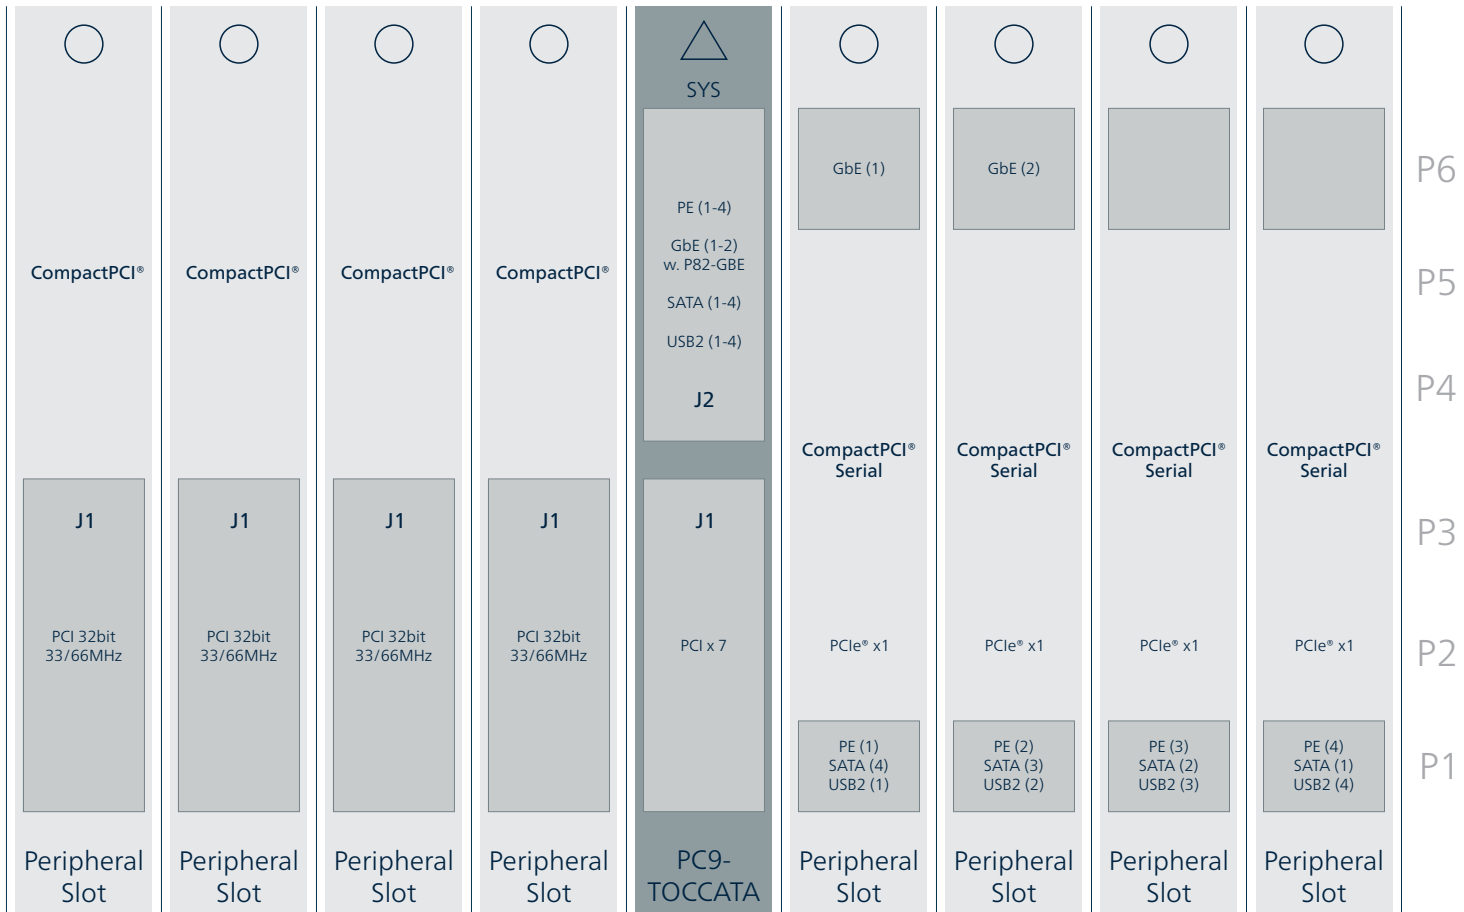 CompactPCI®
J1
PCI 32bit
33/66MHz
Peripheral
Slot
CompactPCI®
J1
PCI 32bit
33/66MHz
Peripheral
Slot
CompactPCI®
J1
PCI 32bit
33/66MHz
Peripheral
Slot
CompactPCI®
J1
PCI 32bit
33/66MHz
Peripheral
Slot
SYS
PE (1-4)
GbE (1-2)
w. P82-GBE
SATA (1-4)
USB2 (1-4)
J2
J1
PCI x 7
PC9-
TOCCATA
GbE (1)
CompactPCI®
Serial
PCIe® x1
PE (1)
SATA (4)
USB2 (1)
Peripheral
Slot
GbE (2)
CompactPCI®
Serial
PCIe® x1
PE (2)
SATA (3)
USB2 (2)
Peripheral
Slot
CompactPCI®
Serial
PCIe® x1
PE (3)
SATA (2)
USB2 (3)
Peripheral
Slot
CompactPCI®
Serial
PCIe® x1
PE (4)
SATA (1)
USB2 (4)
Peripheral
Slot
P6
P5
P4
P3
P2
P1